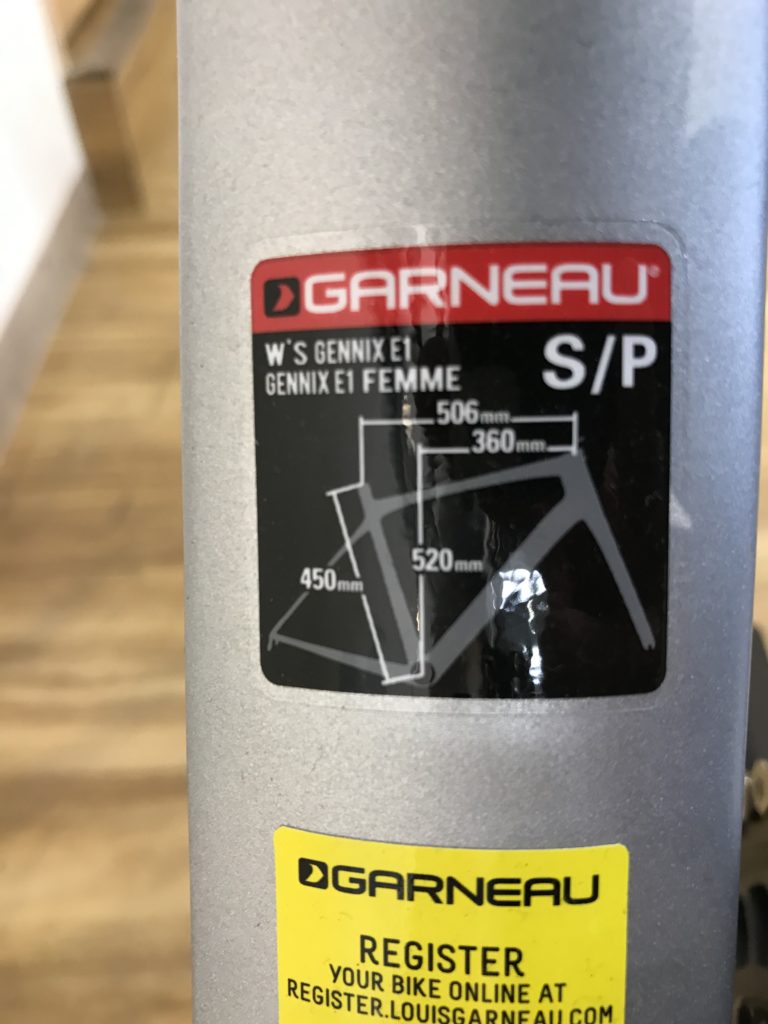 GARNEAU®
W'S GENNIX E1
GENNIX E1 FEMME
S/P
506mm
360mm
450mm
520mm
GARNEAU
REGISTER
YOUR BIKE ONLINE AT
REGISTER.LOUISGARNEAU.COM